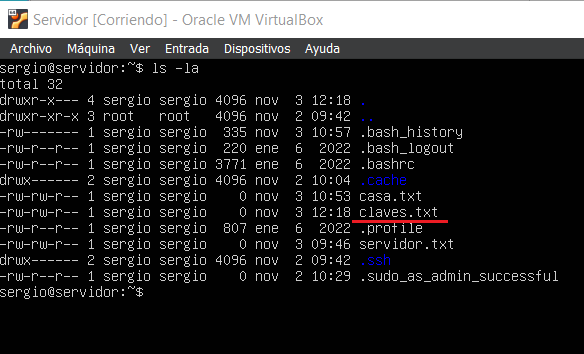 Servidor [Corriendo] - Oracle VM VirtualBox
Archivo Máquina Ver Entrada Dispositivos Ayuda
sergio@servidor:~$ ls -la
total 32
drwxr-x--- 4 sergio sergio 4096 nov  3 12:18 .
drwxr-xr-x 3 root   root   4096 nov  2 09:42 ..
-rw------- 1 sergio sergio  335 nov  3 10:57 .bash_history
-rw------- 1 sergio sergio  220 ene  6  2022 .bash_logout
-rw------- 1 sergio sergio 3771 ene  6  2022 .bashrc
drwx------ 2 sergio sergio 4096 nov  2 10:04 .cache
-rw-rw-r-- 1 sergio sergio    0 nov  3 10:53 casa.txt
-rw-rw-r-- 1 sergio sergio    0 nov  3 12:18 claves.txt
-rw-r--r-- 1 sergio sergio  807 ene  6  2022 .profile
-rw-rw-r-- 1 sergio sergio    0 nov  3 09:46 servidor.txt
drwx------ 2 sergio sergio 4096 nov  2 09:42 .ssh
-rw-r--r-- 1 sergio sergio    0 nov  2 10:29 .sudo_as_admin_successful
sergio@servidor:~$